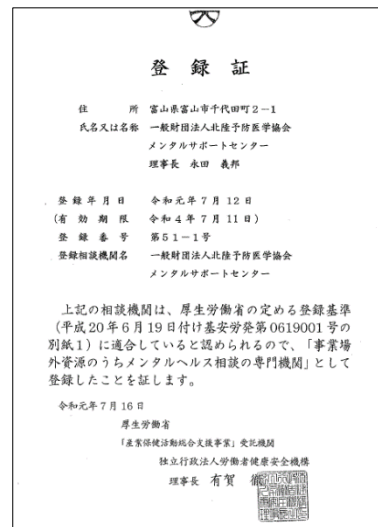 登録証
住所 富山県富山市千代田町2-1
氏名又は名称 一般財団法人北陸予防医学協会
メンタルサポートセンター
理事長 永田 義邦
登録年月日 令和元年7月12日
(有効期限 令和4年7月11日)
登録番号 第51-1号
登録相談機関名 一般財団法人北陸予防医学協会
メンタルサポートセンター
上記の相談機関は、厚生労働省の定める登録基準
(平成20年6月19日付け基安労発第0619001号の
別紙1)に適合していると認められるので、「事業場
外資源のうちメンタルヘルス相談の専門機関」として
登録したことを証します。
令和元年7月16日
厚生労働省
「産業保健活動総合支援事業」受託機関
独立行政法人労働者健康安全機構
理事長 有賀 徹